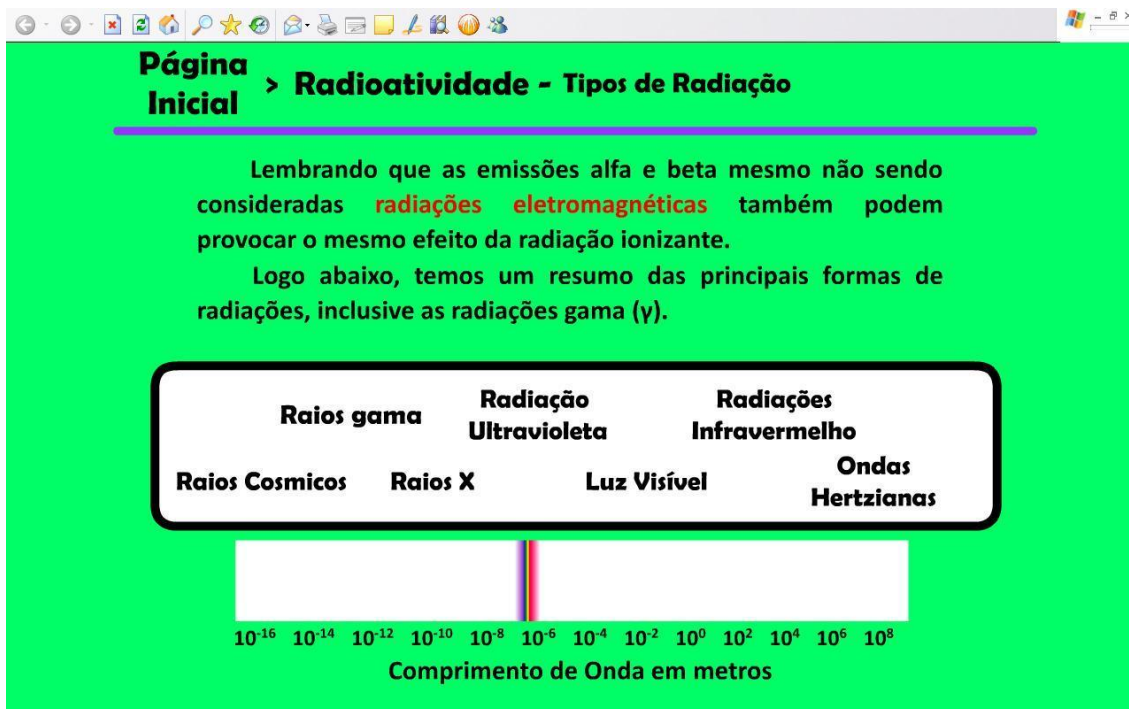 Página
Inicial > Radioatividade - Tipos de Radiação
Lembrando que as emissões alfa e beta mesmo não sendo
consideradas radiações eletromagnéticas também podem
provocar o mesmo efeito da radiação ionizante.
Logo abaixo, temos um resumo das principais formas de
radiações, inclusive as radiações gama (γ).
Raios gama
Radiação
Ultravioleta
Radiações
Infravermelho
Raios Cosmicos
Raios X
Luz Visível
Ondas
Hertzianas
10⁻¹⁶ 10⁻¹⁴ 10⁻¹² 10⁻¹⁰ 10⁻⁸ 10⁻⁶ 10⁻⁴ 10⁻² 10⁰ 10² 10⁴ 10⁶ 10⁸
Comprimento de Onda em metros